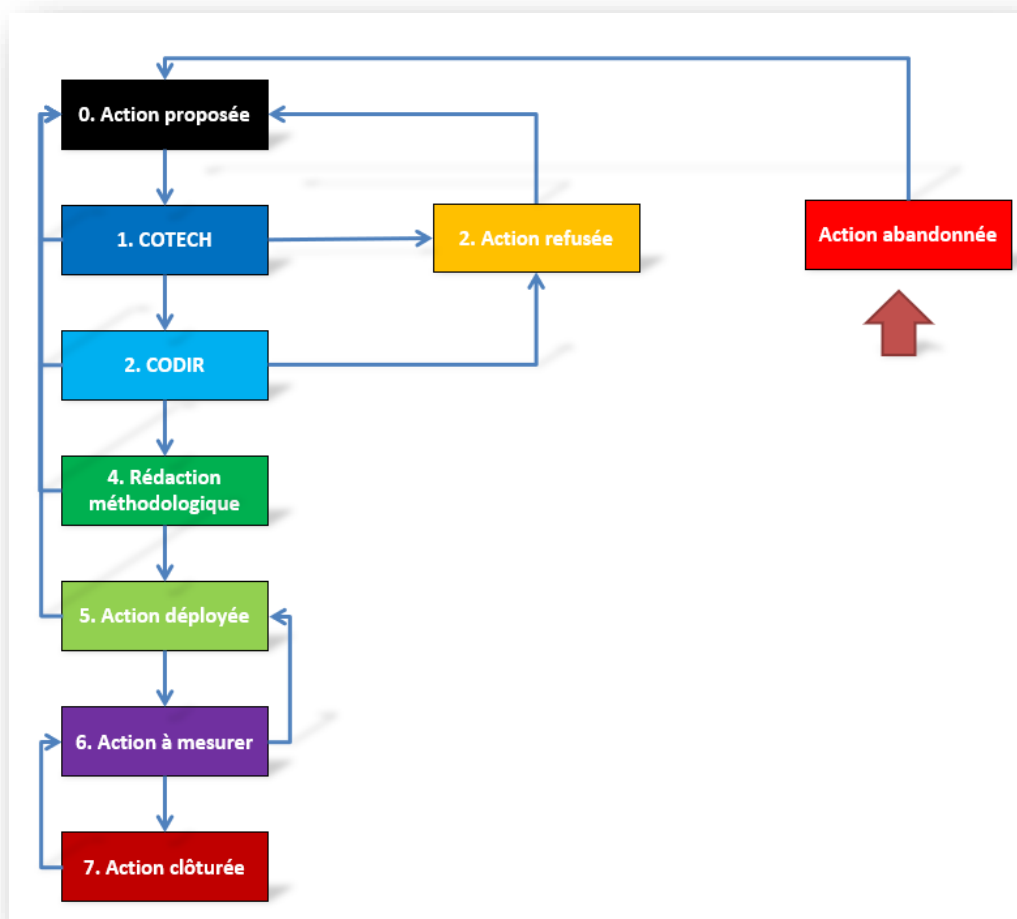 0. Action proposée
1. COTECH
2. Action refusée
Action abandonnée
2. CODIR
4. Rédaction
méthodologique
5. Action déployée
6. Action à mesurer
7. Action clôturée